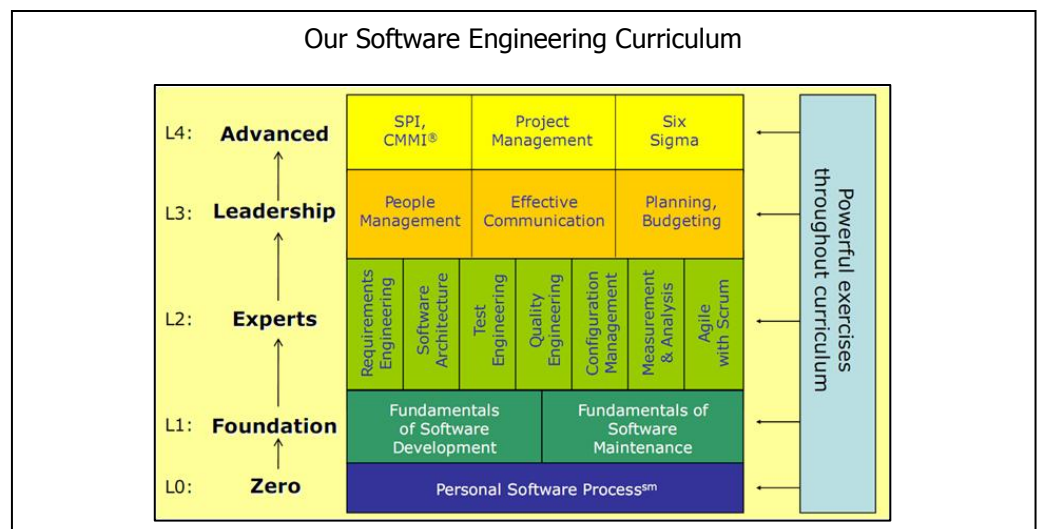 Our Software Engineering Curriculum
L4:
Advanced
SPI,
CMMI®
Project
Management
Six
Sigma
L3:
Leadership
People
Management
Effective
Communication
Planning,
Budgeting
L2:
Experts
Requirements
Engineering
Software
Architecture
Test
Engineering
Quality
Engineering
Configuration
Management
Measurement
& Analysis
Agile
with Scrum
L1:
Foundation
Fundamentals
of Software
Development
Fundamentals of
Software
Maintenance
L0:
Zero
Personal Software Processsm
Powerful exercises
throughout curriculum